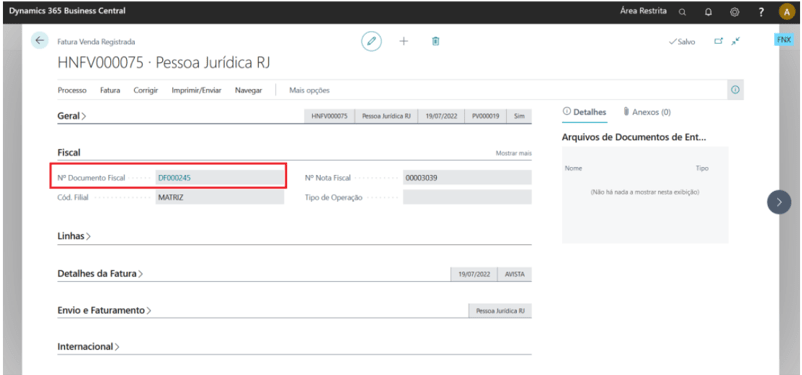 Dynamics 365 Business Central
Área Restrita
?
A
Fatura Venda Registrada
Salvo
FNX
HNFV000075 · Pessoa Jurídica RJ
Processo Fatura Corrigir Imprimir/Enviar Navegar Mais opções
Geral >
HNFV000075 Pessoa Jurídica RJ 19/07/2022 PV000019 Sim
Detalhes Anexos (0)
Arquivos de Documentos de Ent...
Fiscal
Mostrar mais
Nome Tipo
Nº Documento Fiscal DF000245
Nº Nota Fiscal 00003039
(Não há nada a mostrar nesta exibição)
Cód. Filial MATRIZ
Tipo de Operação
Linhas >
Detalhes da Fatura >
19/07/2022 AVISTA
Envio e Faturamento >
Pessoa Jurídica RJ
Internacional >